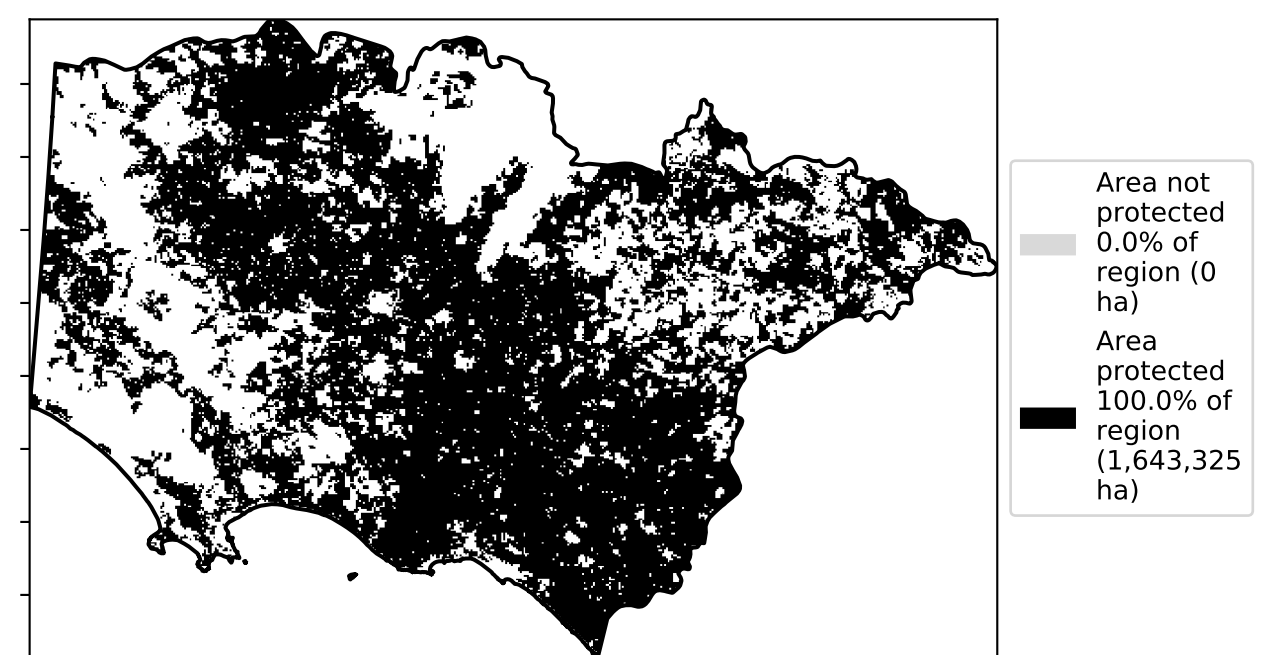 Area not
protected
0.0% of
region (0
ha)
Area
protected
100.0% of
region
(1,643,325
ha)